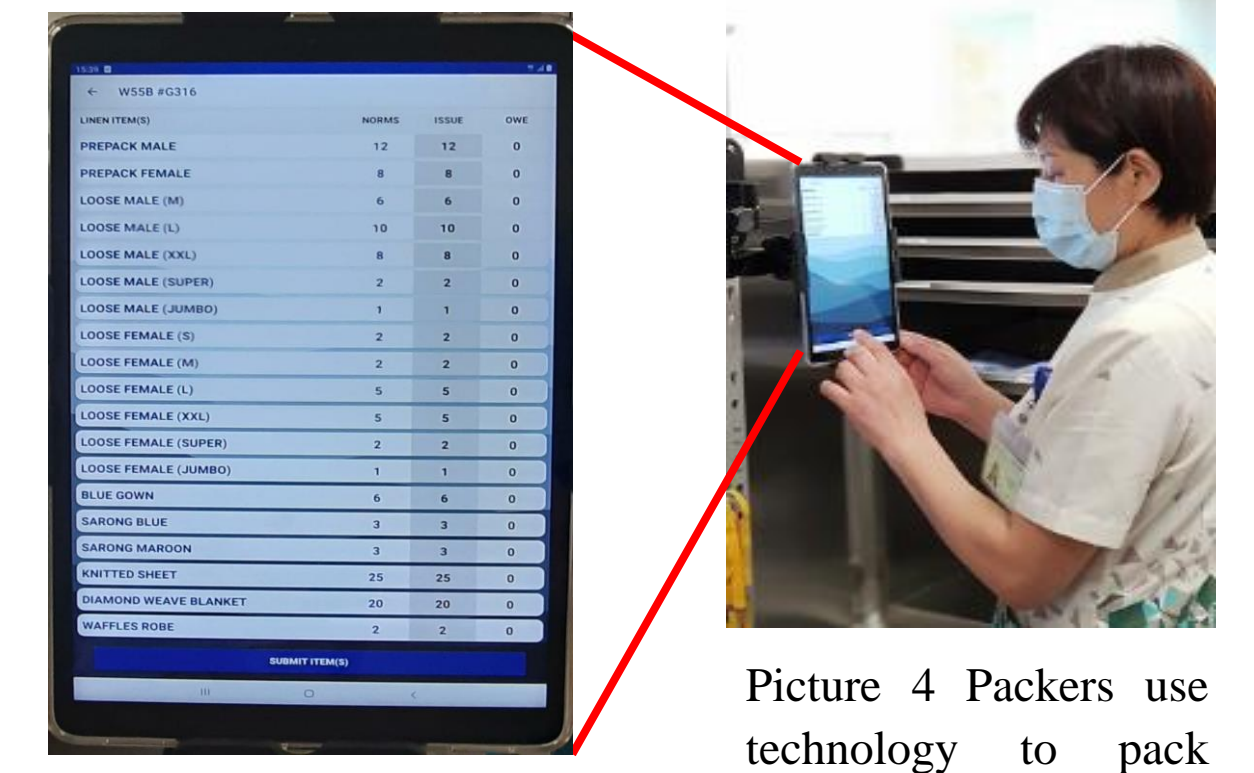 15:39
← W55B #G316
LINEN ITEM(S) NORMS ISSUE OWE
PREPACK MALE 12 12 0
PREPACK FEMALE 8 8 0
LOOSE MALE (M) 6 6 0
LOOSE MALE (L) 10 10 0
LOOSE MALE (XXL) 8 8 0
LOOSE MALE (SUPER) 2 2 0
LOOSE MALE (JUMBO) 1 1 0
LOOSE FEMALE (S) 2 2 0
LOOSE FEMALE (M) 2 2 0
LOOSE FEMALE (L) 5 5 0
LOOSE FEMALE (XXL) 5 5 0
LOOSE FEMALE (SUPER) 2 2 0
LOOSE FEMALE (JUMBO) 1 1 0
BLUE GOWN 6 6 0
SARONG BLUE 3 3 0
SARONG MAROON 3 3 0
KNITTED SHEET 25 25 0
DIAMOND WEAVE BLANKET 20 20 0
WAFFLES ROBE 2 2 0
SUBMIT ITEM(S)
Picture 4 Packers use
technology to pack